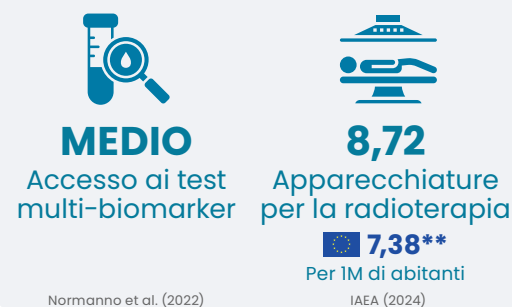 MEDIO
Accesso ai test
multi-biomarker
Normanno et al. (2022)
8,72
Apparecchiature
per la radioterapia
7,38**
Per 1M di abitanti
IAEA (2024)